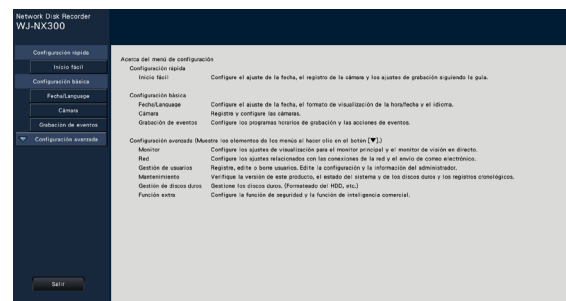 Network Disk Recorder
WJ-NX300
Configuración rápida
Inicio fácil
Configuración básica
Fecha/Language
Cámara
Grabación de eventos
Configuración avanzada
Salir
Acerca del menú de configuración
Configuración rápida
Inicio fácil Configure el ajuste de la fecha, el registro de la cámara y los ajustes de grabación siguiendo la guía.
Configuración básica
Fecha/Language Configure el ajuste de la fecha, el formato de visualización de la hora/fecha y el idioma.
Cámara Registre y configure las cámaras.
Grabación de eventos Configure los programas horarios de grabación y las acciones de eventos.
Configuración avanzada (Muestra los elementos de los menús al hacer clic en el botón [▼].)
Monitor Configure los ajustes de visualización para el monitor principal y el monitor de visión en directo.
Red Configure los ajustes relacionados con las conexiones de la red y el envío de correo electrónico.
Gestión de usuarios Registre, edite o borre usuarios. Edite la configuración y la información del administrador.
Mantenimiento Verifique la versión de este producto, el estado del sistema y de los discos duros y los registros cronológicos.
Gestión de discos duros Gestione los discos duros. (Formateado del HDD, etc.)
Función extra Configure la función de seguridad y la función de inteligencia comercial.